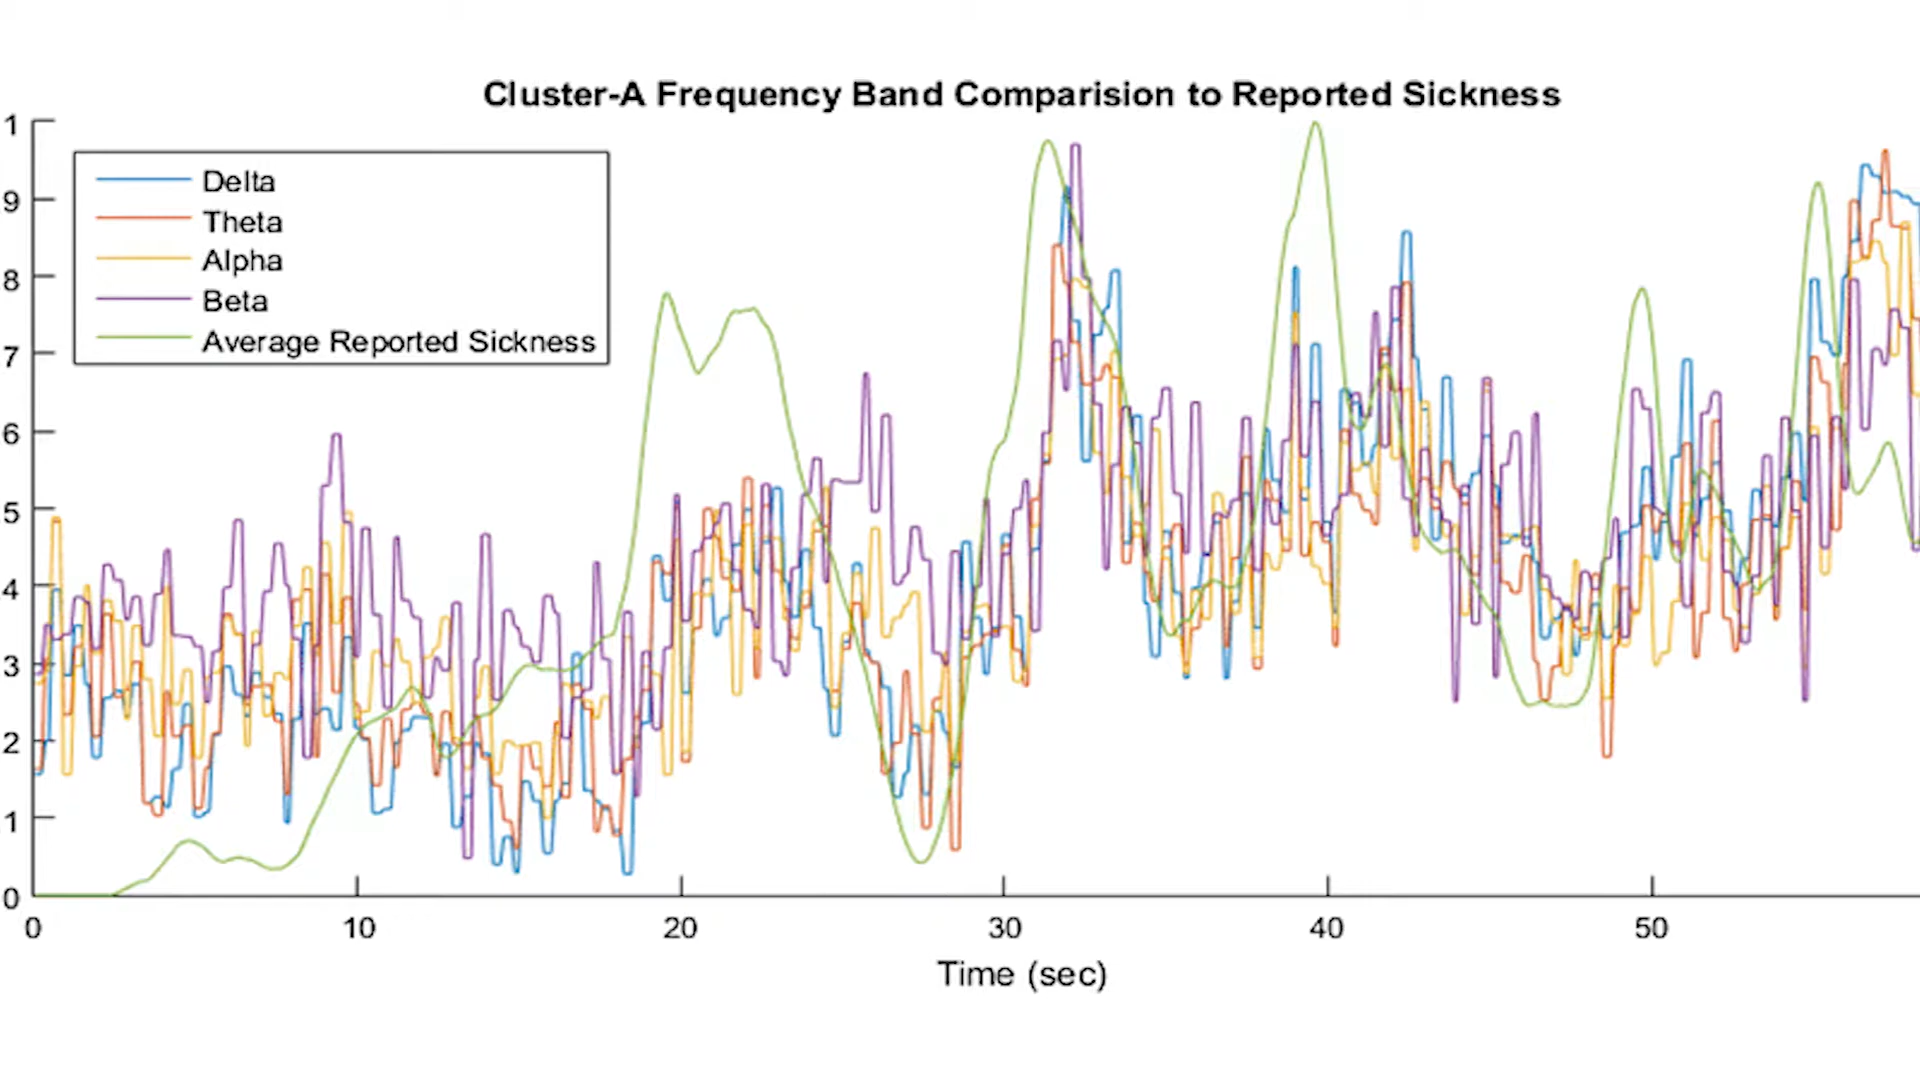 Cluster-A Frequency Band Comparision to Reported Sickness
1
9
8
7
6
5
4
3
2
1
0
Delta
Theta
Alpha
Beta
Average Reported Sickness
0 10 20 30 40 50
Time (sec)